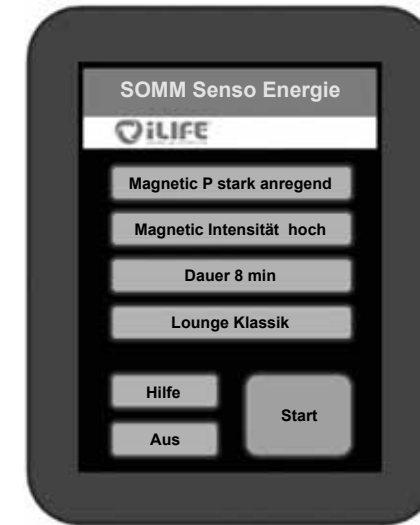 SOMM Senso Energie
iLIFE
Magnetic P stark anregend
Magnetic Intensität hoch
Dauer 8 min
Lounge Klassik
Hilfe
Start
Aus